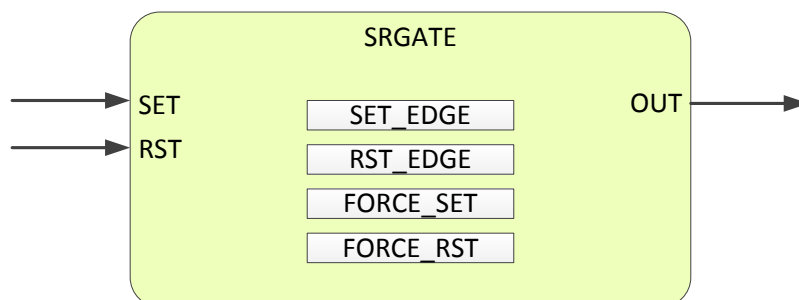 SRGATE
SET
OUT
SET_EDGE
RST
RST_EDGE
FORCE_SET
FORCE_RST